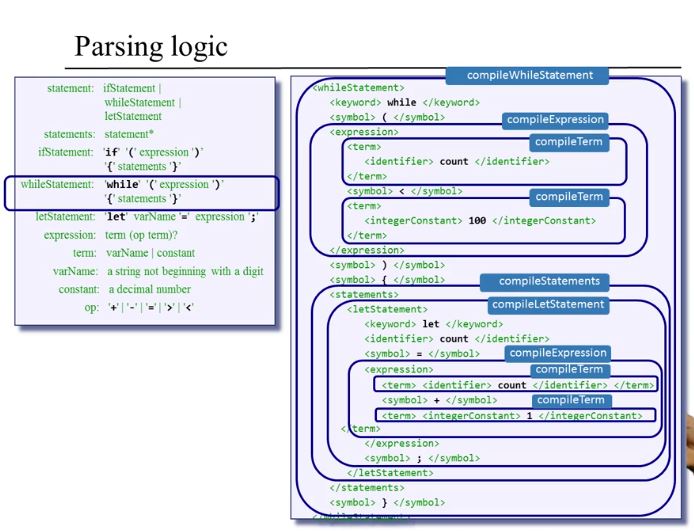 Parsing logic
statement: ifStatement |
whileStatement |
letStatement
statements: statement*
ifStatement: 'if' '(' expression ')'
'{' statements '}'
whileStatement: 'while' '(' expression ')'
'{' statements '}'
letStatement: 'let' varName '=' expression ';'
expression: term (op term)?
term: varName | constant
varName: a string not beginning with a digit
constant: a decimal number
op: '+' | '-' | '=' | '>' | '<'
compileWhileStatement
<whileStatement>
<keyword> while </keyword>
<symbol> ( </symbol>
compileExpression
<expression>
compileTerm
<term>
<identifier> count </identifier>
</term>
<symbol> < </symbol>
compileTerm
<term>
<integerConstant> 100 </integerConstant>
</term>
</expression>
<symbol> ) </symbol>
<symbol> { </symbol>
compileStatements
<statements>
compileLetStatement
<letStatement>
<keyword> let </keyword>
<identifier> count </identifier>
<symbol> = </symbol>
compileExpression
<expression>
compileTerm
<term> <identifier> count </identifier> </term>
<symbol> + </symbol>
compileTerm
<term> <integerConstant> 1 </integerConstant>
</term>
</expression>
<symbol> ; </symbol>
</letStatement>
</statements>
<symbol> } </symbol>